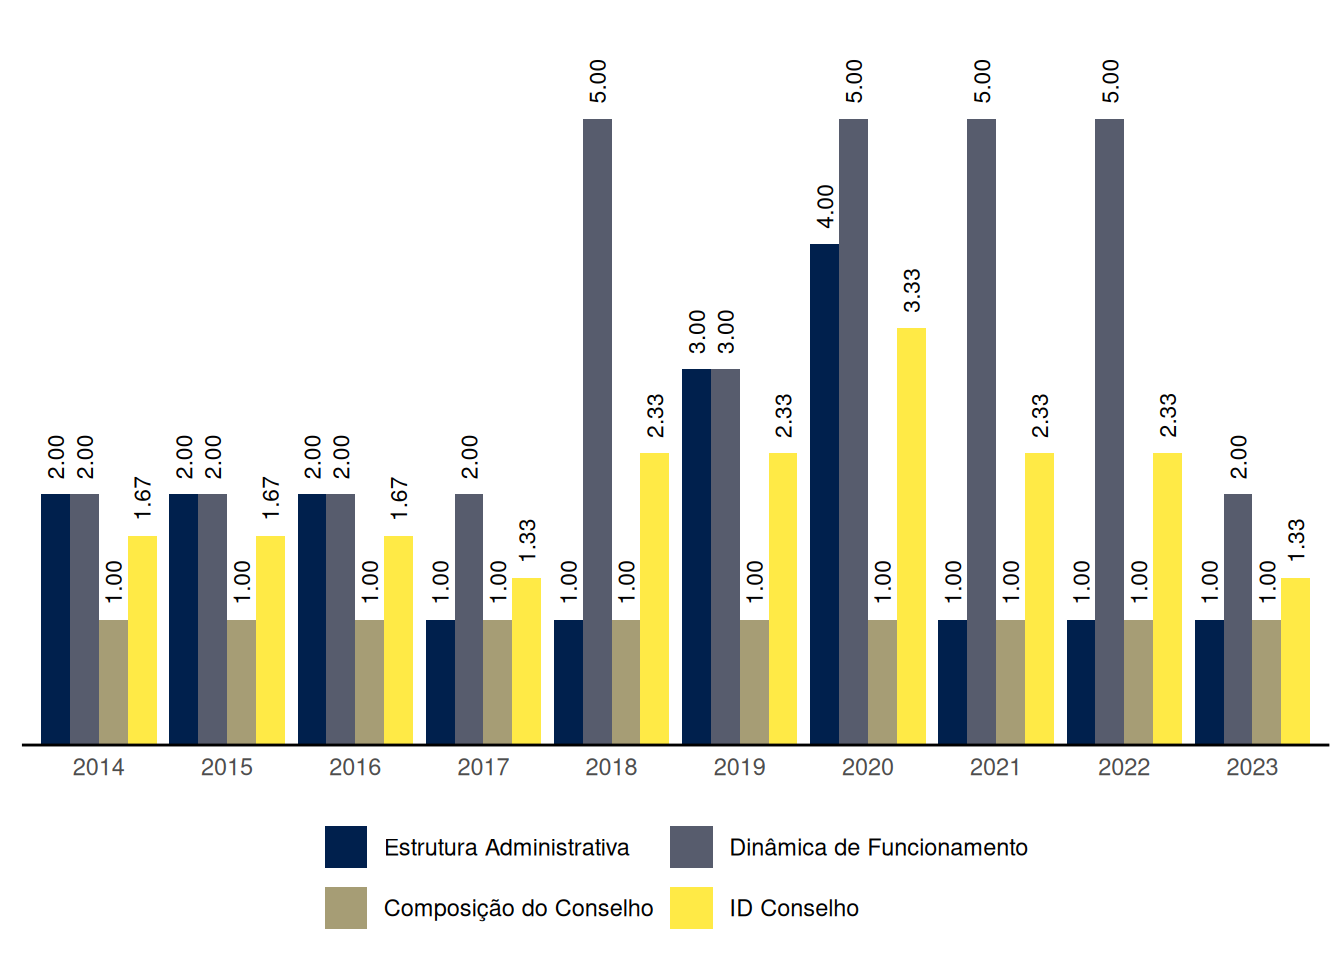 5.00 5.00 5.00 5.00
4.00
3.33
3.00 3.00
2.33 2.33 2.33 2.33
2.00 2.00 2.00 2.00 2.00 2.00 2.00 2.00
1.67 1.67 1.67
1.33 1.33
1.00 1.00 1.00 1.00 1.00 1.00 1.00 1.00 1.00 1.00 1.00 1.00 1.00 1.00 1.00
2014 2015 2016 2017 2018 2019 2020 2021 2022 2023
Estrutura Administrativa Dinâmica de Funcionamento
Composição do Conselho ID Conselho